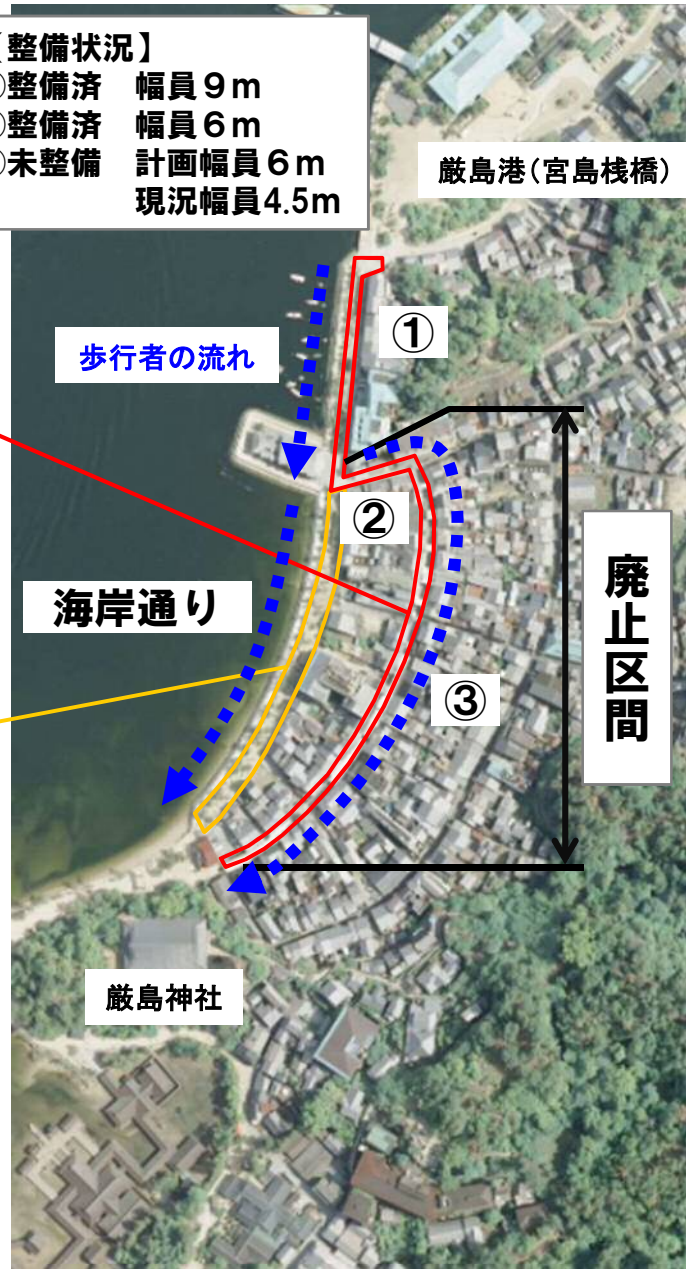 【整備状況】
整備済　幅員９ｍ
整備済　幅員６ｍ
未整備　計画幅員６ｍ
現況幅員4.5ｍ
厳島港（宮島桟橋）
①
歩行者の流れ
②
海岸通り
廃止区間
③
厳島神社